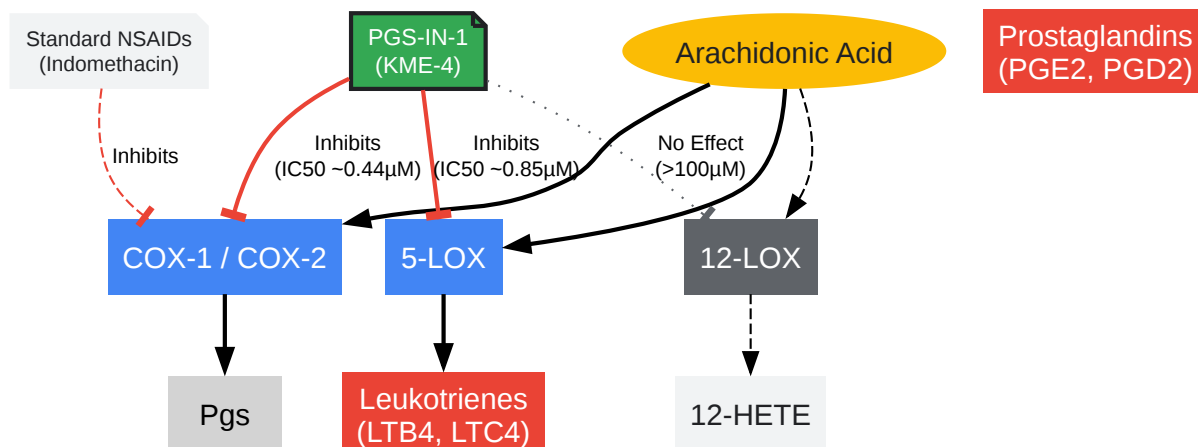 Standard NSAIDs
(Indomethacin)
PGS-IN-1
(KME-4)
Arachidonic Acid
Prostaglandins
(PGE2, PGD2)
Inhibits
Inhibits
(IC50 ~0.44µM)
Inhibits
(IC50 ~0.85µM)
No Effect
(>100µM)
COX-1 / COX-2
5-LOX
12-LOX
Pgs
Leukotrienes
(LTB4, LTC4)
12-HETE